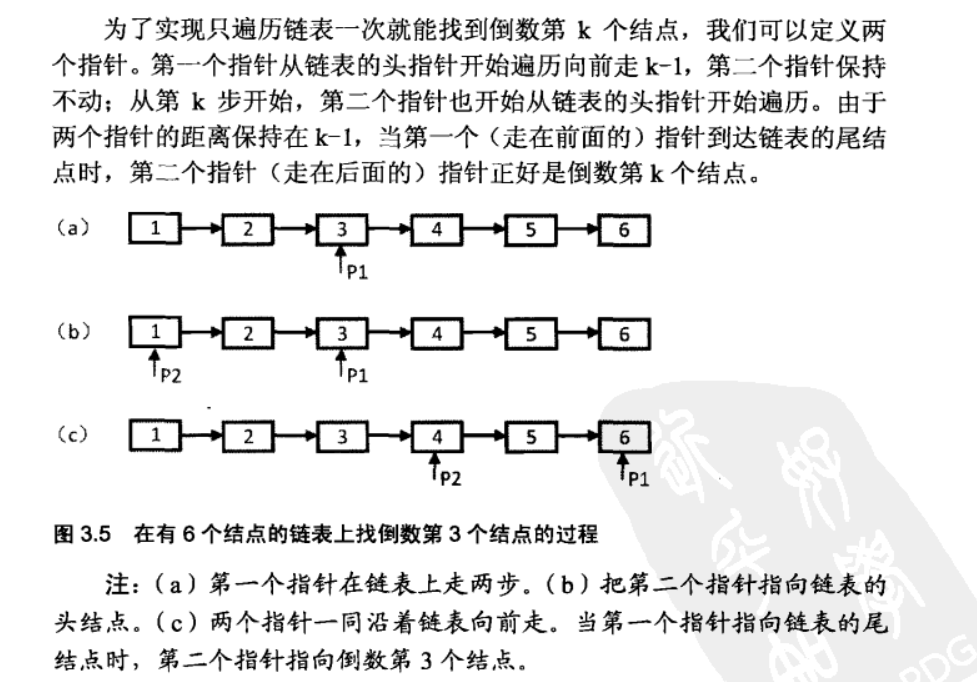 为了实现只遍历链表一次就能找到倒数第 k 个结点，我们可以定义两
个指针。第一个指针从链表的头指针开始遍历向前走 k-1，第二个指针保持
不动；从第 k 步开始，第二个指针也开始从链表的头指针开始遍历。由于
两个指针的距离保持在 k-1，当第一个（走在前面的）指针到达链表的尾结
点时，第二个指针（走在后面的）指针正好是倒数第 k 个结点。
（a） 1 2 3 4 5 6
P1
（b） 1 2 3 4 5 6
P2 P1
（c） 1 2 3 4 5 6
P2 P1
图 3.5 在有 6 个结点的链表上找倒数第 3 个结点的过程
注：（a）第一个指针在链表上走两步。（b）把第二个指针指向链表的
头结点。（c）两个指针一同沿着链表向前走。当第一个指针指向链表的尾
结点时，第二个指针指向倒数第 3 个结点。
PDG